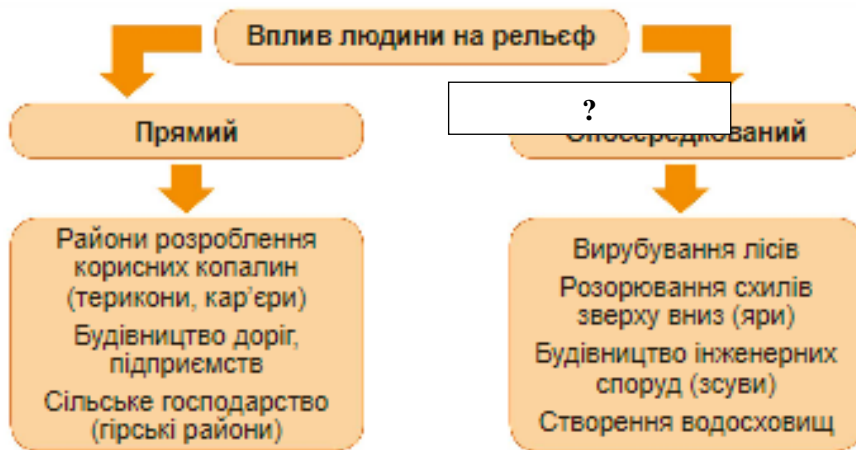 Вплив людини на рельєф
?
Прямий
Опосередкований
Райони розроблення
корисних копалин
(терикони, кар’єри)
Будівництво доріг,
підприємств
Сільське господарство
(гірські райони)
Вирубування лісів
Розорювання схилів
зверху вниз (яри)
Будівництво інженерних
споруд (зсуви)
Створення водосховищ